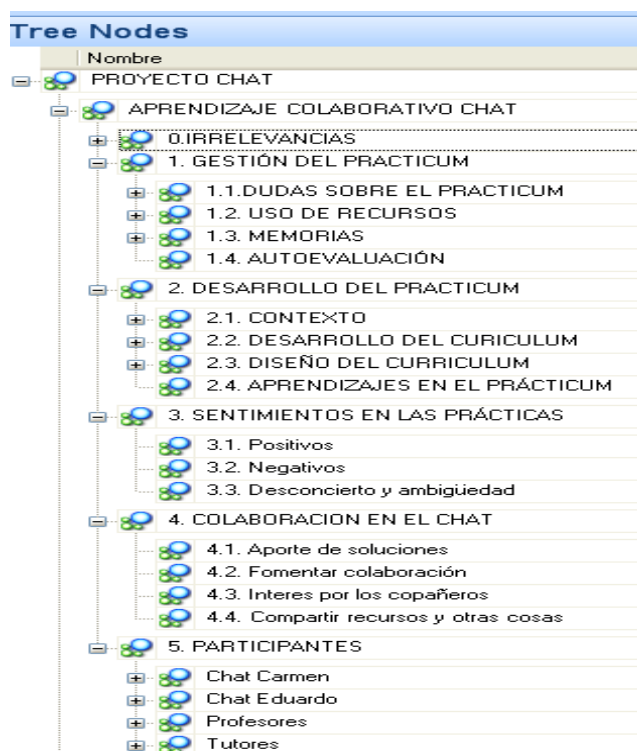 Tree Nodes
Nombre
PROYECTO CHAT
APRENDIZAJE COLABORATIVO CHAT
0.IRRELEVANCIAS
1. GESTIÓN DEL PRACTICUM
1.1.DUDAS SOBRE EL PRACTICUM
1.2. USO DE RECURSOS
1.3. MEMORIAS
1.4. AUTOEVALUACIÓN
2. DESARROLLO DEL PRACTICUM
2.1. CONTEXTO
2.2. DESARROLLO DEL CURICULUM
2.3. DISEÑO DEL CURRICULUM
2.4. APRENDIZAJES EN EL PRÁCTICUM
3. SENTIMIENTOS EN LAS PRÁCTICAS
3.1. Positivos
3.2. Negativos
3.3. Desconcierto y ambigüedad
4. COLABORACION EN EL CHAT
4.1. Aporte de soluciones
4.2. Fomentar colaboración
4.3. Interes por los copañeros
4.4. Compartir recursos y otras cosas
5. PARTICIPANTES
Chat Carmen
Chat Eduardo
Profesores
Tutores